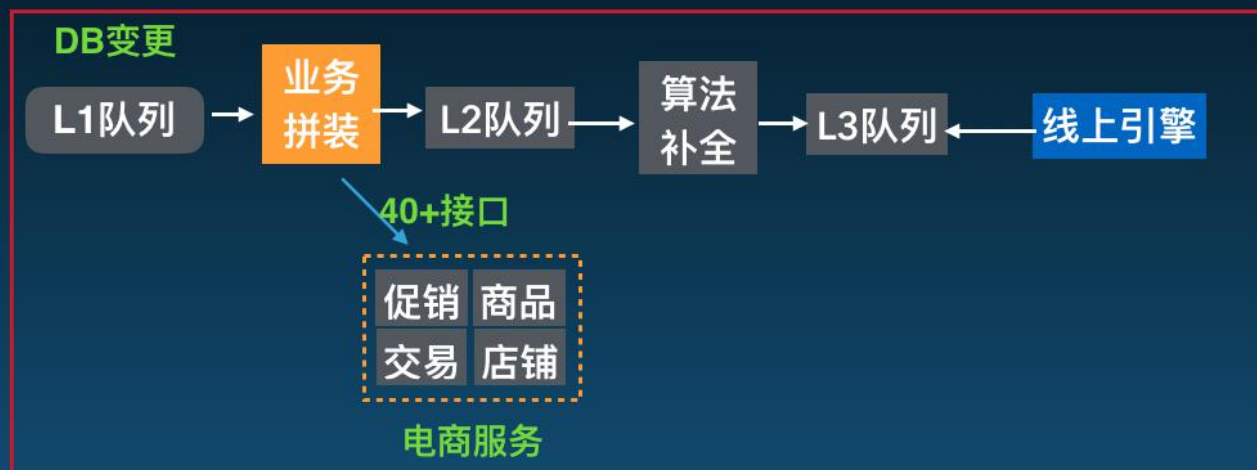 DB变更
L1队列
业务
拼装
L2队列
算法
补全
L3队列
线上引擎
40+接口
促销
商品
交易
店铺
电商服务